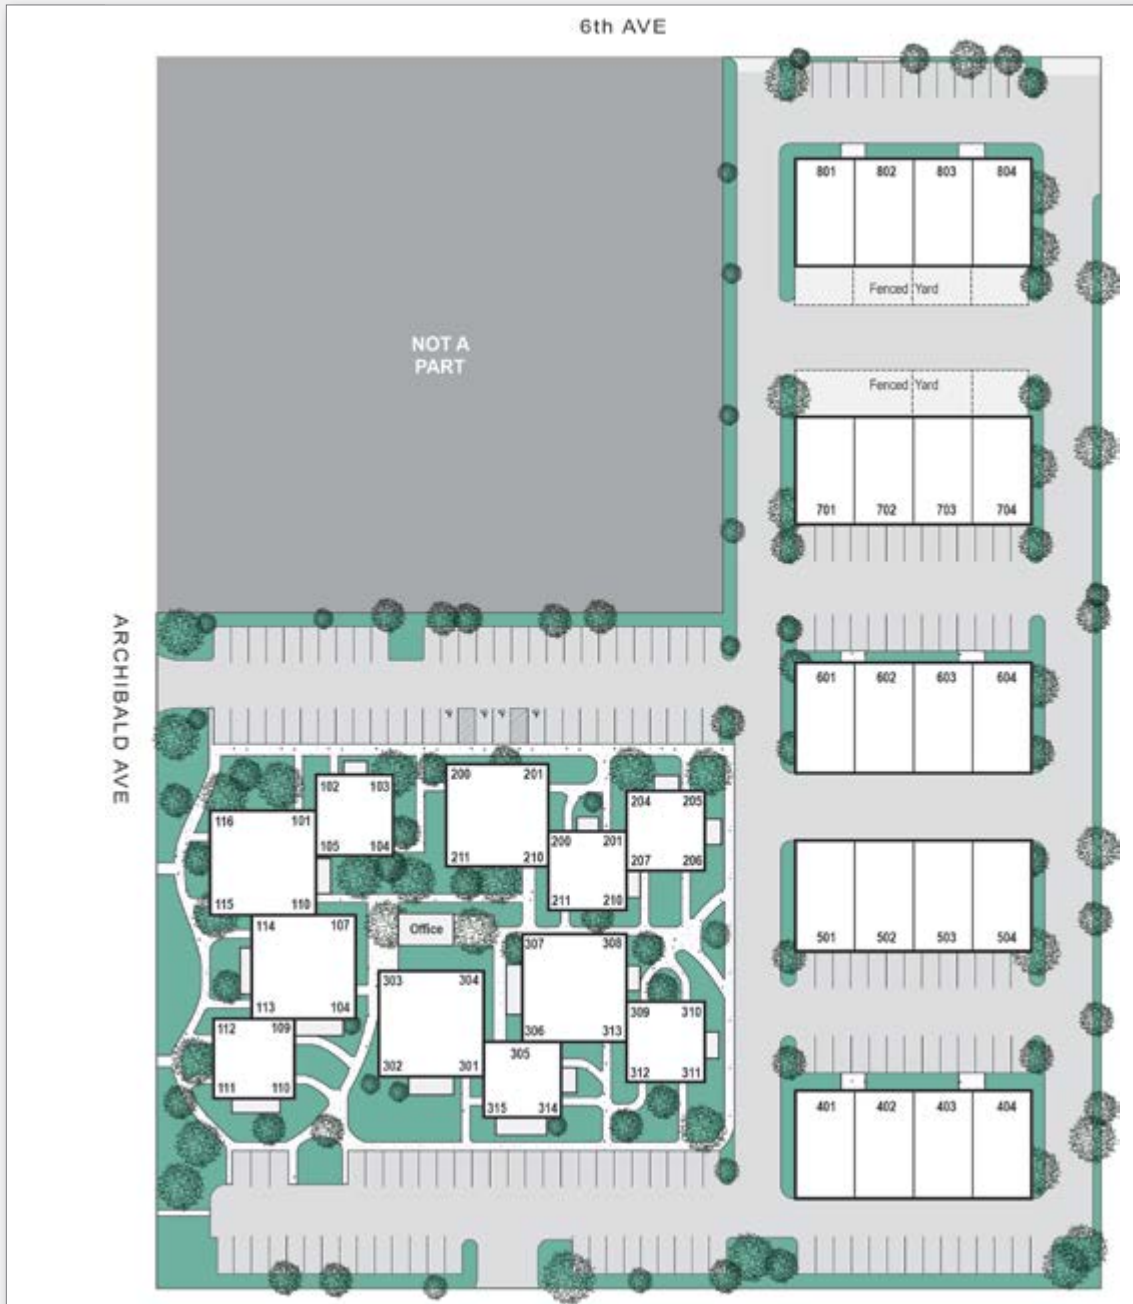 6th AVE
801 802 803 804
Fenced Yard
NOT A
PART
Fenced Yard
701 702 703 704
ARCHIBALD AVE
601 602 603 604
200 201
102 103
204 205
116 101
200 201
105 104
211 210
207 206
115 110
211 210
114 107
Office
307 308
501 502 503 504
303 304
113 104
309 310
112 109
306 313
305
302 301
312 311
111 110
315 314
401 402 403 404